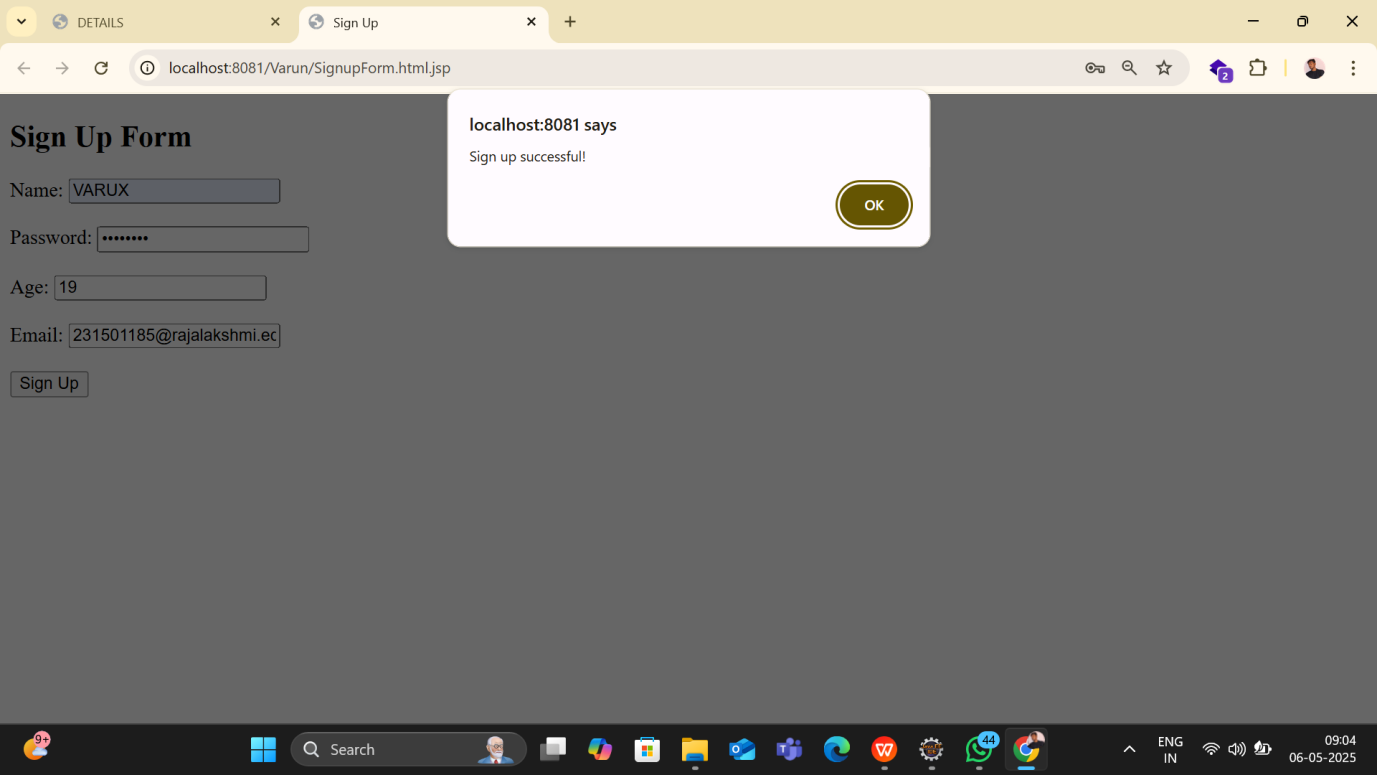 DETAILS
Sign Up
localhost:8081/Varun/SignupForm.html.jsp
2
localhost:8081 says
Sign up successful!
OK
Sign Up Form
Name: VARUX
Password: ••••••••
Age: 19
Email: 231501185@rajalakshmi.ec
Sign Up
9+
Search
44
ENG
IN
09:04
06-05-2025